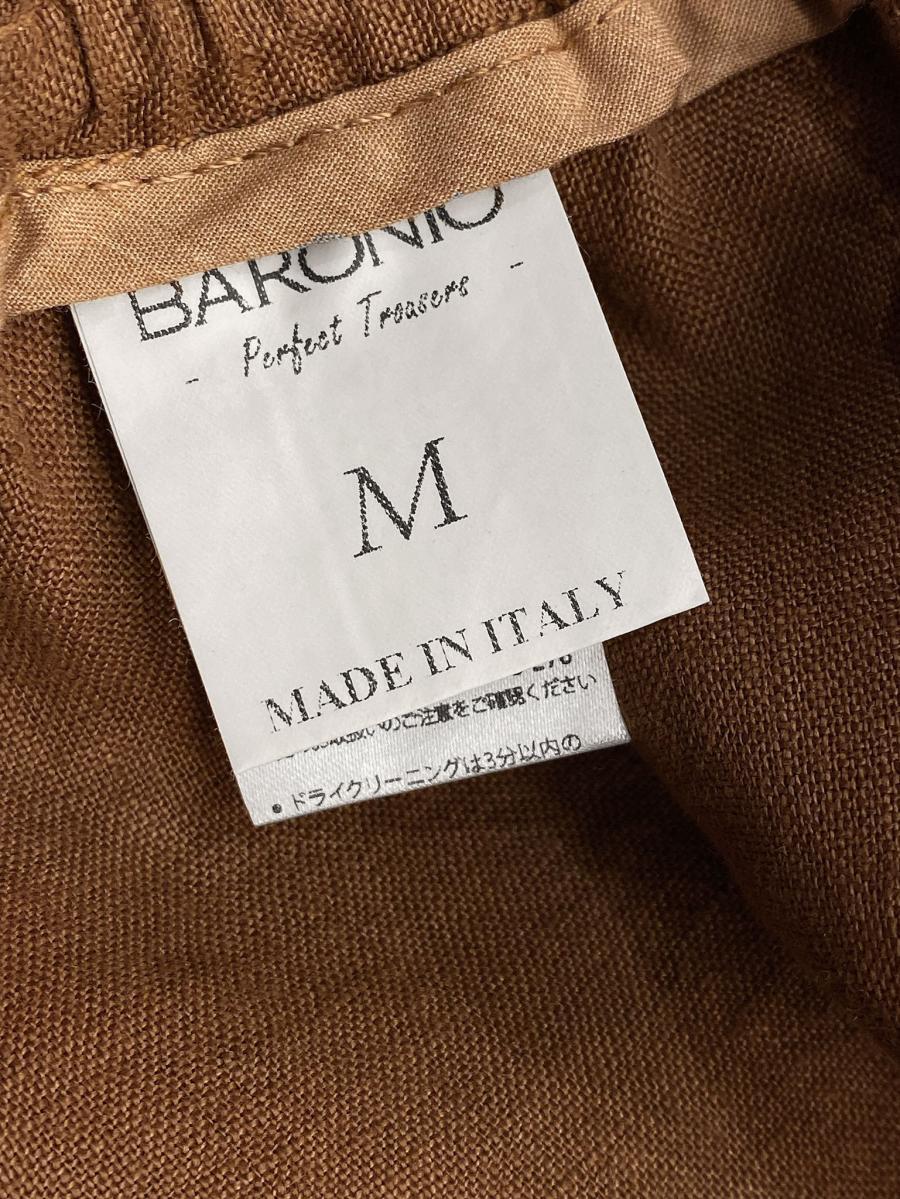 BARONIO
- Perfect Trousers -
M
MADE IN ITALY
のご注意をご確認ください
• ドライクリーニングは3分以内の